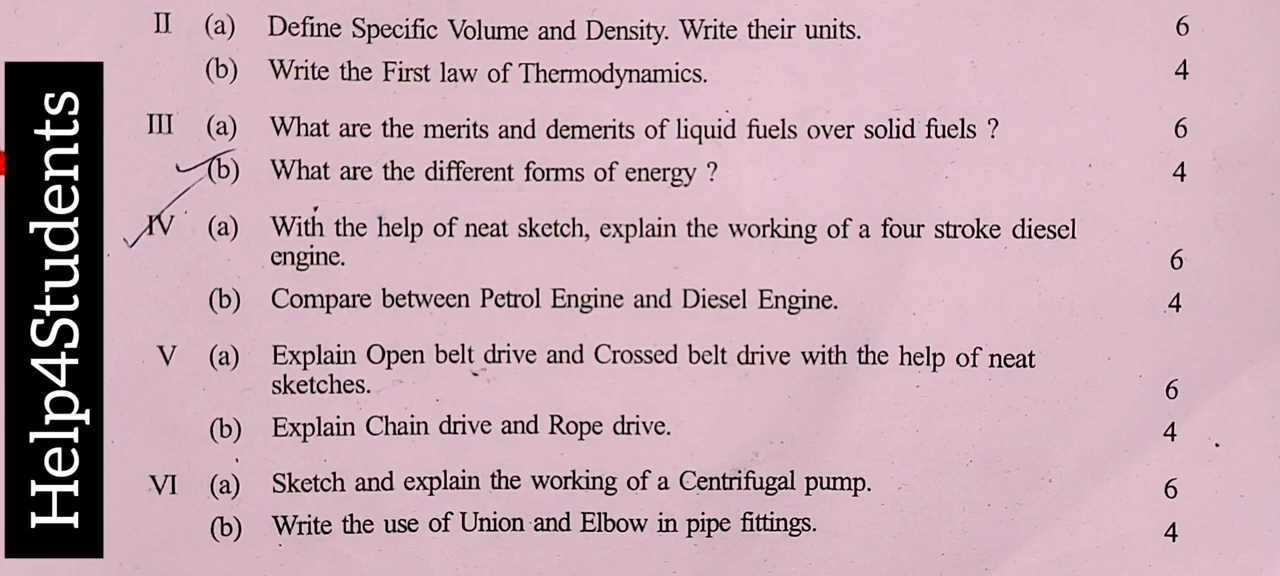 Help4Students
II (a) Define Specific Volume and Density. Write their units. 6
(b) Write the First law of Thermodynamics. 4
III (a) What are the merits and demerits of liquid fuels over solid fuels ? 6
(b) What are the different forms of energy ? 4
IV (a) With the help of neat sketch, explain the working of a four stroke diesel
engine. 6
(b) Compare between Petrol Engine and Diesel Engine. 4
V (a) Explain Open belt drive and Crossed belt drive with the help of neat
sketches. 6
(b) Explain Chain drive and Rope drive. 4
VI (a) Sketch and explain the working of a Centrifugal pump. 6
(b) Write the use of Union and Elbow in pipe fittings. 4